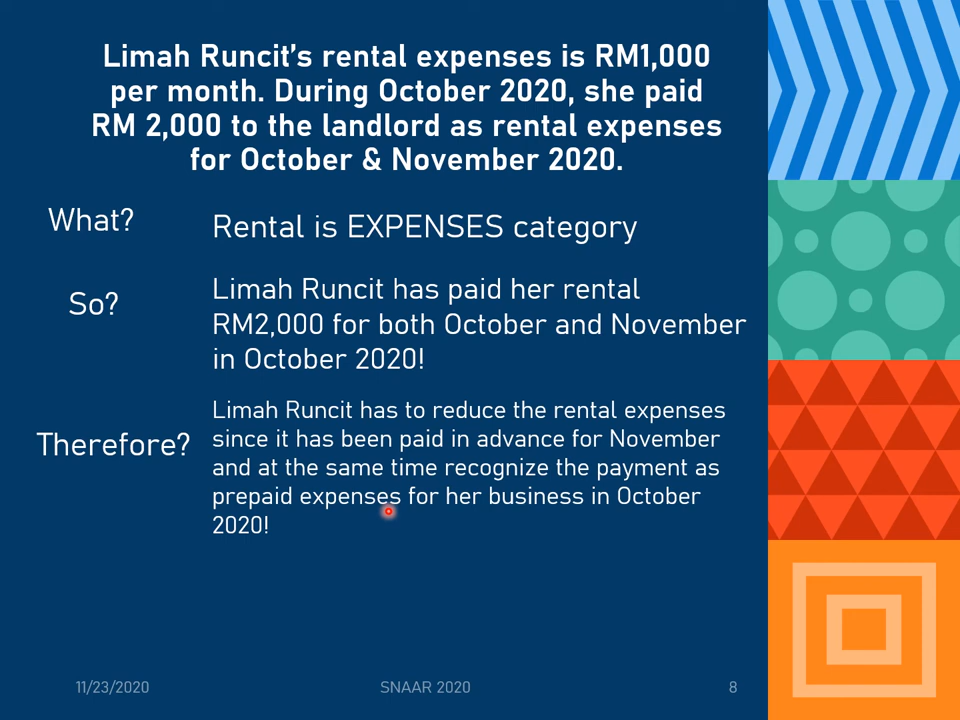 Limah Runcit's rental expenses is RM1,000
per month. During October 2020, she paid
RM 2,000 to the landlord as rental expenses
for October & November 2020.
What?
Rental is EXPENSES category
So?
Limah Runcit has paid her rental
RM2,000 for both October and November
in October 2020!
Therefore?
Limah Runcit has to reduce the rental expenses
since it has been paid in advance for November
and at the same time recognize the payment as
prepaid expenses for her business in October
2020!
11/23/2020
SNAAR 2020
8